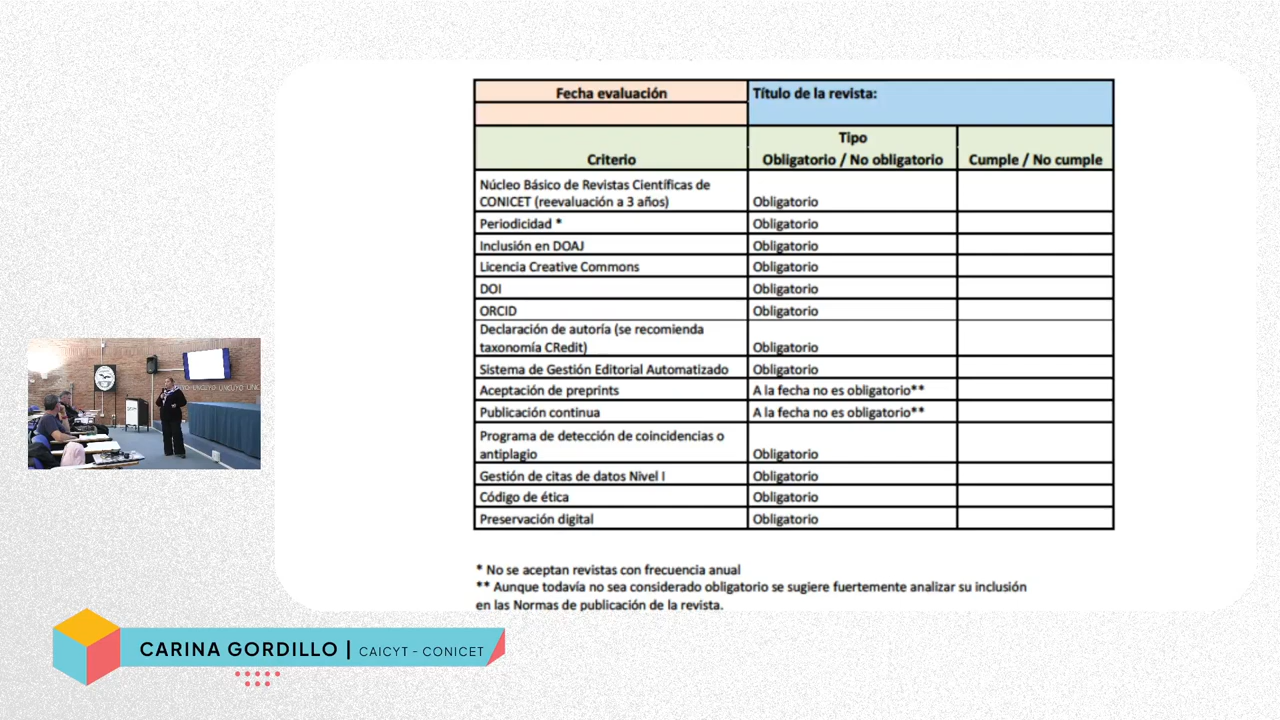 Fecha evaluación
Título de la revista:
Tipo
Criterio
Obligatorio / No obligatorio
Cumple / No cumple
Núcleo Básico de Revistas Científicas de
CONICET (reevaluación a 3 años)
Obligatorio
Periodicidad *
Obligatorio
Inclusión en DOAJ
Obligatorio
Licencia Creative Commons
Obligatorio
DOI
Obligatorio
ORCID
Obligatorio
Declaración de autoría (se recomienda
taxonomía CRedit)
Obligatorio
Sistema de Gestión Editorial Automatizado
Obligatorio
Aceptación de preprints
A la fecha no es obligatorio**
Publicación continua
A la fecha no es obligatorio**
Programa de detección de coincidencias o
antiplagio
Obligatorio
Gestión de citas de datos Nivel I
Obligatorio
Código de ética
Obligatorio
Preservación digital
Obligatorio
* No se aceptan revistas con frecuencia anual
** Aunque todavía no sea considerado obligatorio se sugiere fuertemente analizar su inclusión
en las Normas de publicación de la revista.
CARINA GORDILLO | CAICYT - CONICET